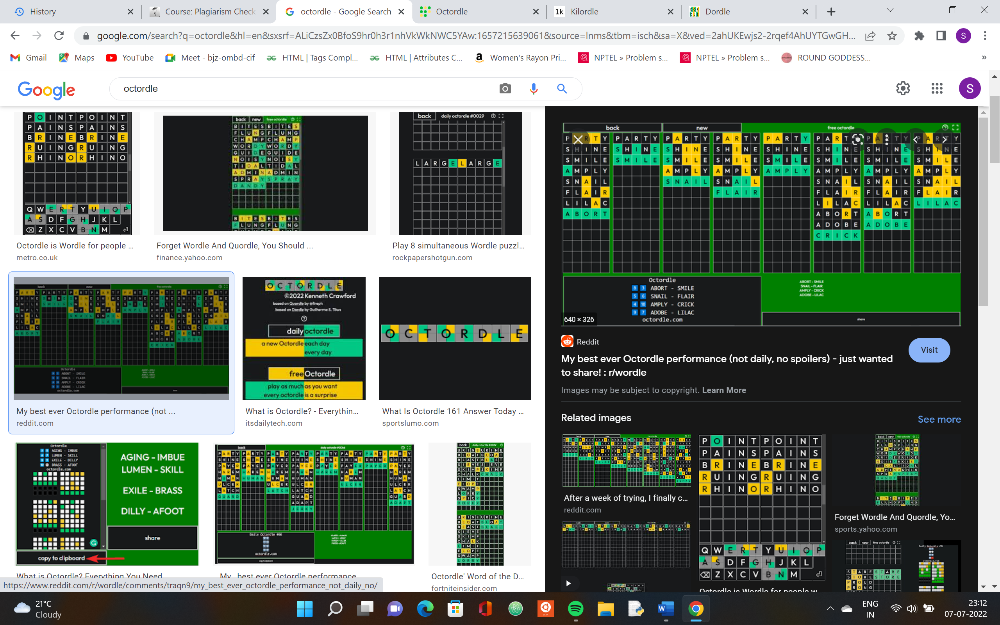 History
Course: Plagiarism Check
octordle - Google Search
Octordle
1k Kilordle
Dordle
google.com/search?q=octordle&hl=en&sxsrf=ALiCzsZx0BfoS9hr0h3r1nhVkWkNWC5YAw:1657215639061&source=lnms&tbm=isch&sa=X&ved=2ahUKEwjs2-2rqef4AhUYTGwGH...
S
Gmail
Maps
YouTube
Meet - bjz-ombd-cif
HTML | Tags Compl...
HTML | Attributes C...
Women's Rayon Pri...
NPTEL » Problem s...
NPTEL » Problem s...
ROUND GODDESS...
»
Google
octordle
S
POINTPOINT
PAINSPAINS
BRINEBRINE
RUINGRUING
RHINORHINO
QWERTYUIOP
ASDFGHJKL
ZXCVBNM
Octordle is Wordle for people ...
metro.co.uk
back new free octordle
BITESBITES
FLUNGFLUNG
CHAMPCHAMP
WORDYWORDY
GUIDEGUIDE
NOISYNOISY
TIDALTIDAL
ADMINADMIN
SPRAYSPRAY
DANDY
BITESBITES
FLUNGFLUNG
Forget Wordle And Quordle, You Should ...
finance.yahoo.com
back daily octordle #0029
LARGELARGE
Play 8 simultaneous Wordle puzzl...
rockpapershotgun.com
My best ever Octordle performance (not ...
reddit.com
OCTORDLE
©2022 Kenneth Crawford
based on Quordle by @fireph
based on Dordle by Guilherme S. Töws
daily octordle
a new Octordle each day
every day
free Octordle
play as much as you want
every octordle is a surprise
What is Octordle? - Everythin...
itsdailytech.com
OCTORDLE
What Is Octordle 161 Answer Today ...
sportslumo.com
Octordle
AGING - IMBUE
LUMEN - SKILL
EXILE - DILLY
BRASS - AFOOT
octordle.com
AGING - IMBUE
LUMEN - SKILL
EXILE - BRASS
DILLY - AFOOT
share
copy to clipboard
What is Octordle? Everything You Need
back daily octordle
Daily Octordle #66
octordle.com
My best ever Octordle performance
back daily octordle #0032
URINEURINE
BLOATBLOAT
BLASTBLAST
SIEVESIEVE
SKIMPSKIMP
CHALKCHALK
LIMIT
ELOPE
SWAMP
LORRY
SPICY
DOPEY
URINEURINE
BLOATBLOAT
BLASTBLAST
SIEVE
SKIMP
CHALK
LIMIT
ELOPE
SWAMP
LORRY
Octordle' Word of the D...
fortniteinsider.com
back new free octordle
PARTY PARTY PARTY PARTY PARTY PARTY PARTY PARTY
SHINE SHINE SHINE SHINE SHINE SHINE SHINE SHINE
SMILE SMILE SMILE SMILE SMILE SMILE SMILE SMILE
AMPLY AMPLY AMPLY AMPLY AMPLY AMPLY AMPLY
SNAIL SNAIL SNAIL SNAIL SNAIL SNAIL
FLAIR FLAIR FLAIR FLAIR FLAIR
LILAC LILAC LILAC LILAC
ABORT ABORT ABORT
ADOBE ADOBE
CRICK
Octordle
8 3 ABORT - SMILE
5 6 SNAIL - FLAIR
4 10 AMPLY - CRICK
9 7 ADOBE - LILAC
octordle.com
ABORT - SMILE
SNAIL - FLAIR
AMPLY - CRICK
ADOBE - LILAC
share
640 × 326
Reddit
My best ever Octordle performance (not daily, no spoilers) - just wanted
to share! : r/wordle
Visit
Images may be subject to copyright. Learn More
Related images
See more
After a week of trying, I finally c...
reddit.com
POINTPOINT
PAINSPAINS
BRINEBRINE
RUINGRUING
RHINORHINO
QWERTYUIOP
ASDFGHJKL
ZXCVBNM
Octordle is Wordle for people w
Forget Wordle And Quordle, Yo...
sports.yahoo.com
back new free octordle
STARESTARE
STORESTORE
PROUD
PRONG
Daily Octordle #24
https://www.reddit.com/r/wordle/comments/traqn9/my_best_ever_octordle_performance_not_daily_no/
21°C
Cloudy
ENG
IN
23:12
07-07-2022